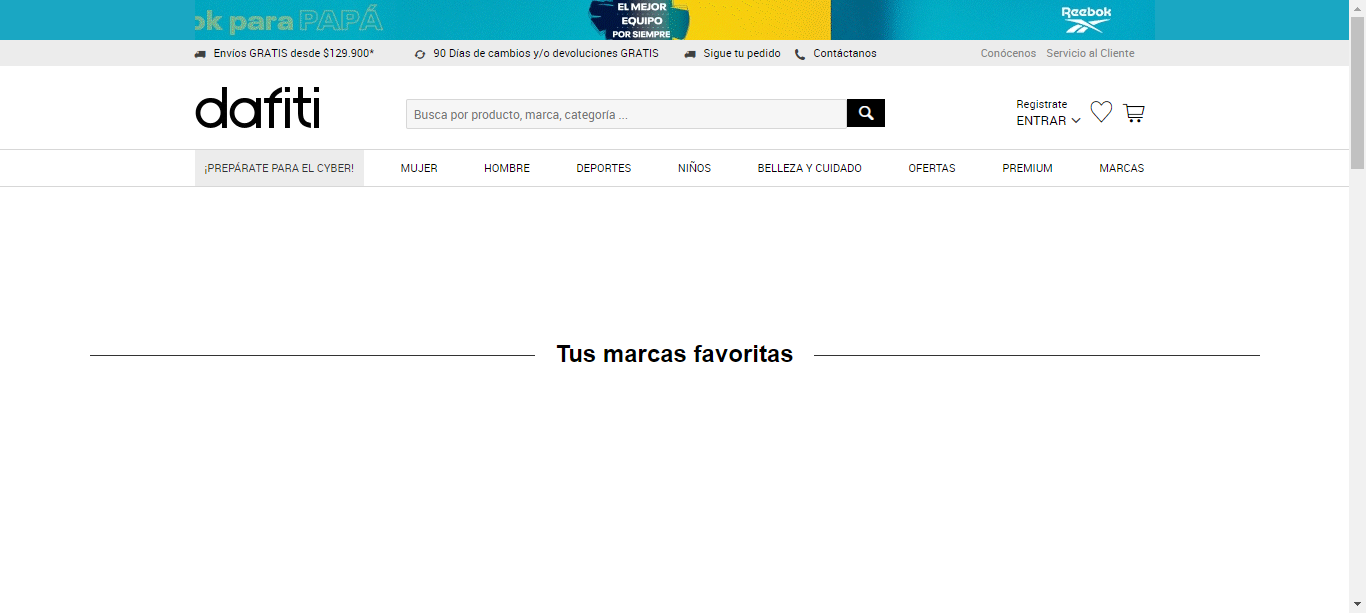 ok para PAPÁ
EL MEJOR
EQUIPO
POR SIEMPRE
Reebok
Envíos GRATIS desde $129.900*
90 Días de cambios y/o devoluciones GRATIS
Sigue tu pedido
Contáctanos
Conócenos
Servicio al Cliente
dafiti
Busca por producto, marca, categoría ...
Registrate
ENTRAR
¡PREPÁRATE PARA EL CYBER!
MUJER
HOMBRE
DEPORTES
NIÑOS
BELLEZA Y CUIDADO
OFERTAS
PREMIUM
MARCAS
Tus marcas favoritas